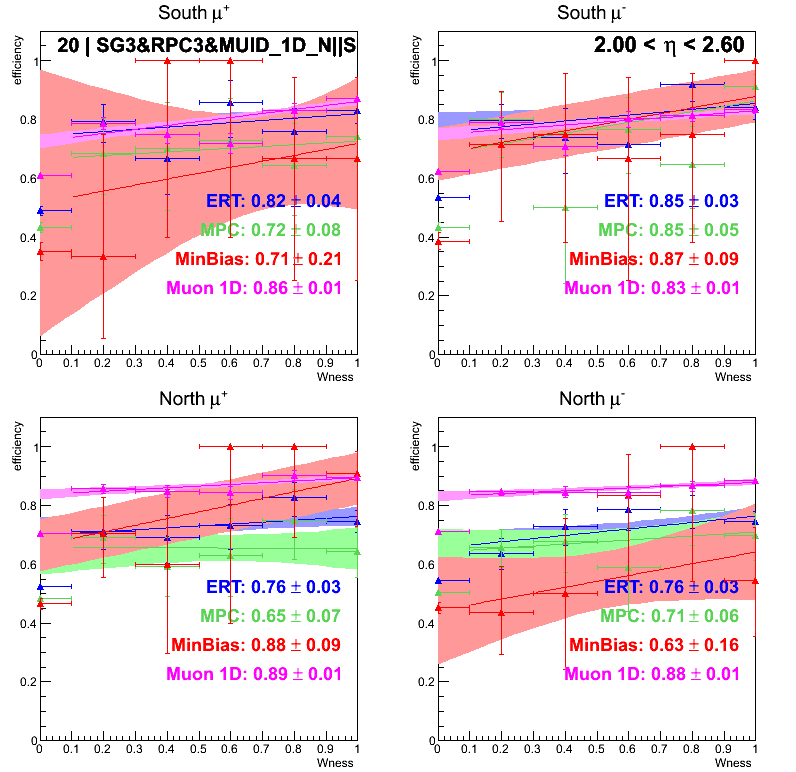 South μ+
efficiency
20 | SG3&RPC3&MUID_1D_N||S
1
0.8
0.6
0.4
0.2
0
ERT: 0.82 ± 0.04
MPC: 0.72 ± 0.08
MinBias: 0.71 ± 0.21
Muon 1D: 0.86 ± 0.01
0 0.1 0.2 0.3 0.4 0.5 0.6 0.7 0.8 0.9 1
Wness
South μ-
efficiency
2.00 < η < 2.60
1
0.8
0.6
0.4
0.2
0
ERT: 0.85 ± 0.03
MPC: 0.85 ± 0.05
MinBias: 0.87 ± 0.09
Muon 1D: 0.83 ± 0.01
0 0.1 0.2 0.3 0.4 0.5 0.6 0.7 0.8 0.9 1
Wness
North μ+
efficiency
1
0.8
0.6
0.4
0.2
0
ERT: 0.76 ± 0.03
MPC: 0.65 ± 0.07
MinBias: 0.88 ± 0.09
Muon 1D: 0.89 ± 0.01
0 0.1 0.2 0.3 0.4 0.5 0.6 0.7 0.8 0.9 1
Wness
North μ-
efficiency
1
0.8
0.6
0.4
0.2
0
ERT: 0.76 ± 0.03
MPC: 0.71 ± 0.06
MinBias: 0.63 ± 0.16
Muon 1D: 0.88 ± 0.01
0 0.1 0.2 0.3 0.4 0.5 0.6 0.7 0.8 0.9 1
Wness